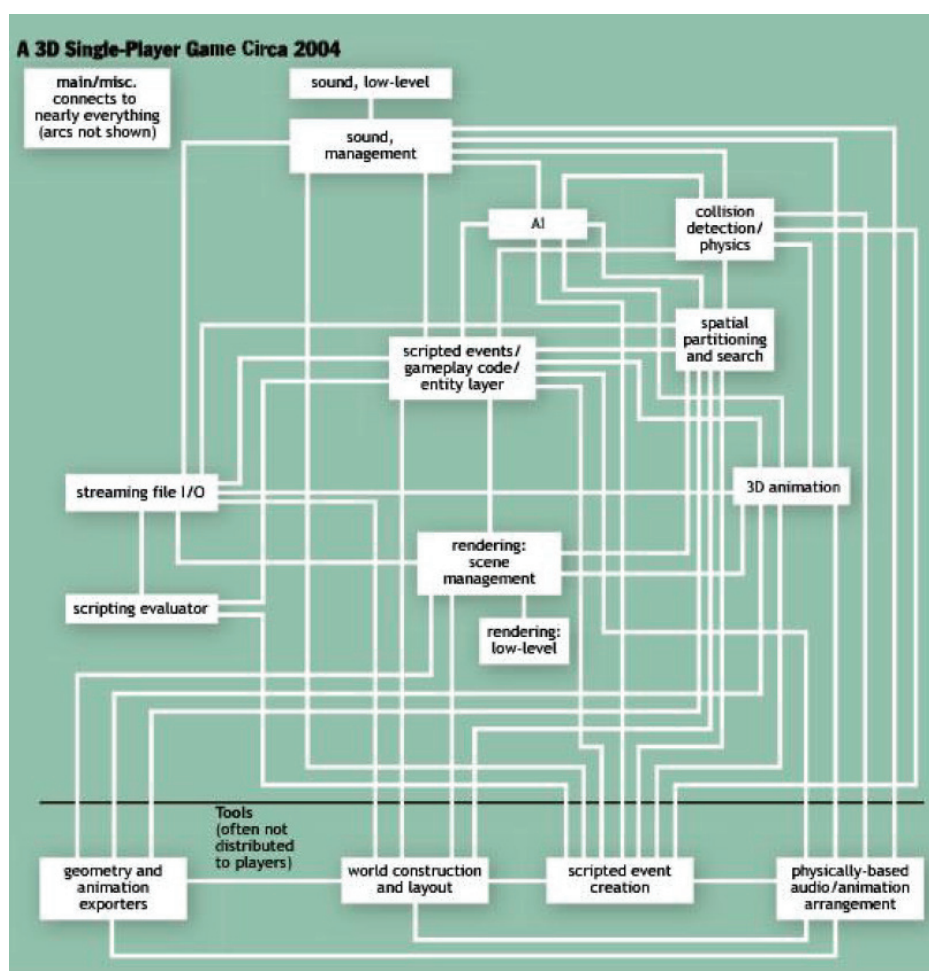 A 3D Single-Player Game Circa 2004
main/misc.
connects to
nearly everything
(arcs not shown)
sound, low-level
sound,
management
AI
collision
detection/
physics
spatial
partitioning
and search
scripted events/
gameplay code/
entity layer
streaming file I/O
3D animation
rendering:
scene
management
scripting evaluator
rendering:
low-level
Tools
(often not
distributed
to players)
geometry and
animation
exporters
world construction
and layout
scripted event
creation
physically-based
audio/animation
arrangement